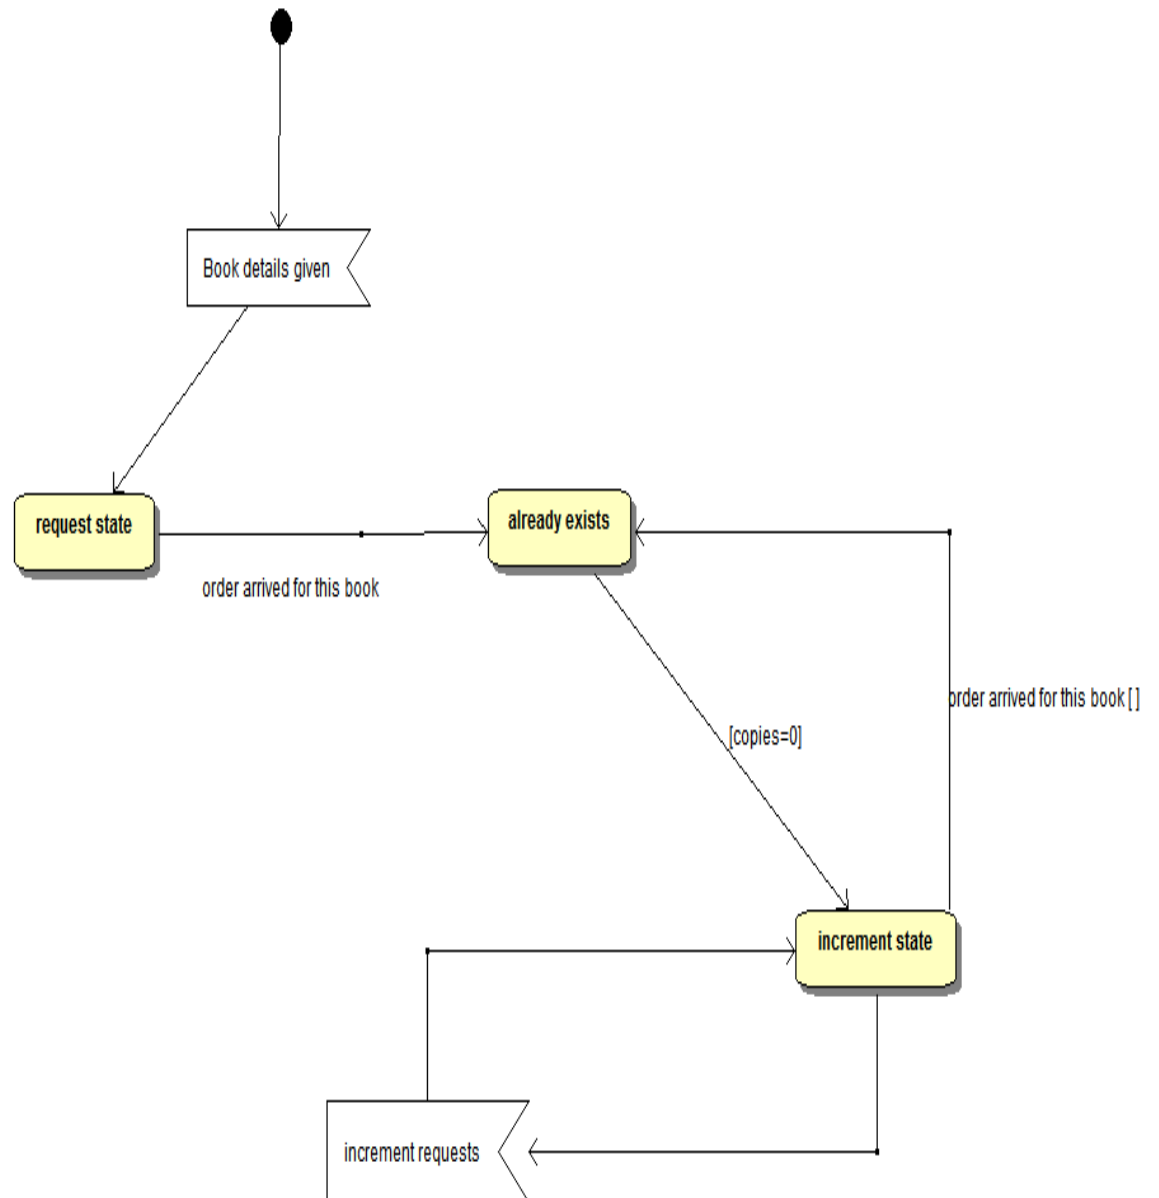 Book details given
request state
already exists
order arrived for this book
order arrived for this book [ ]
[copies=0]
increment state
increment requests